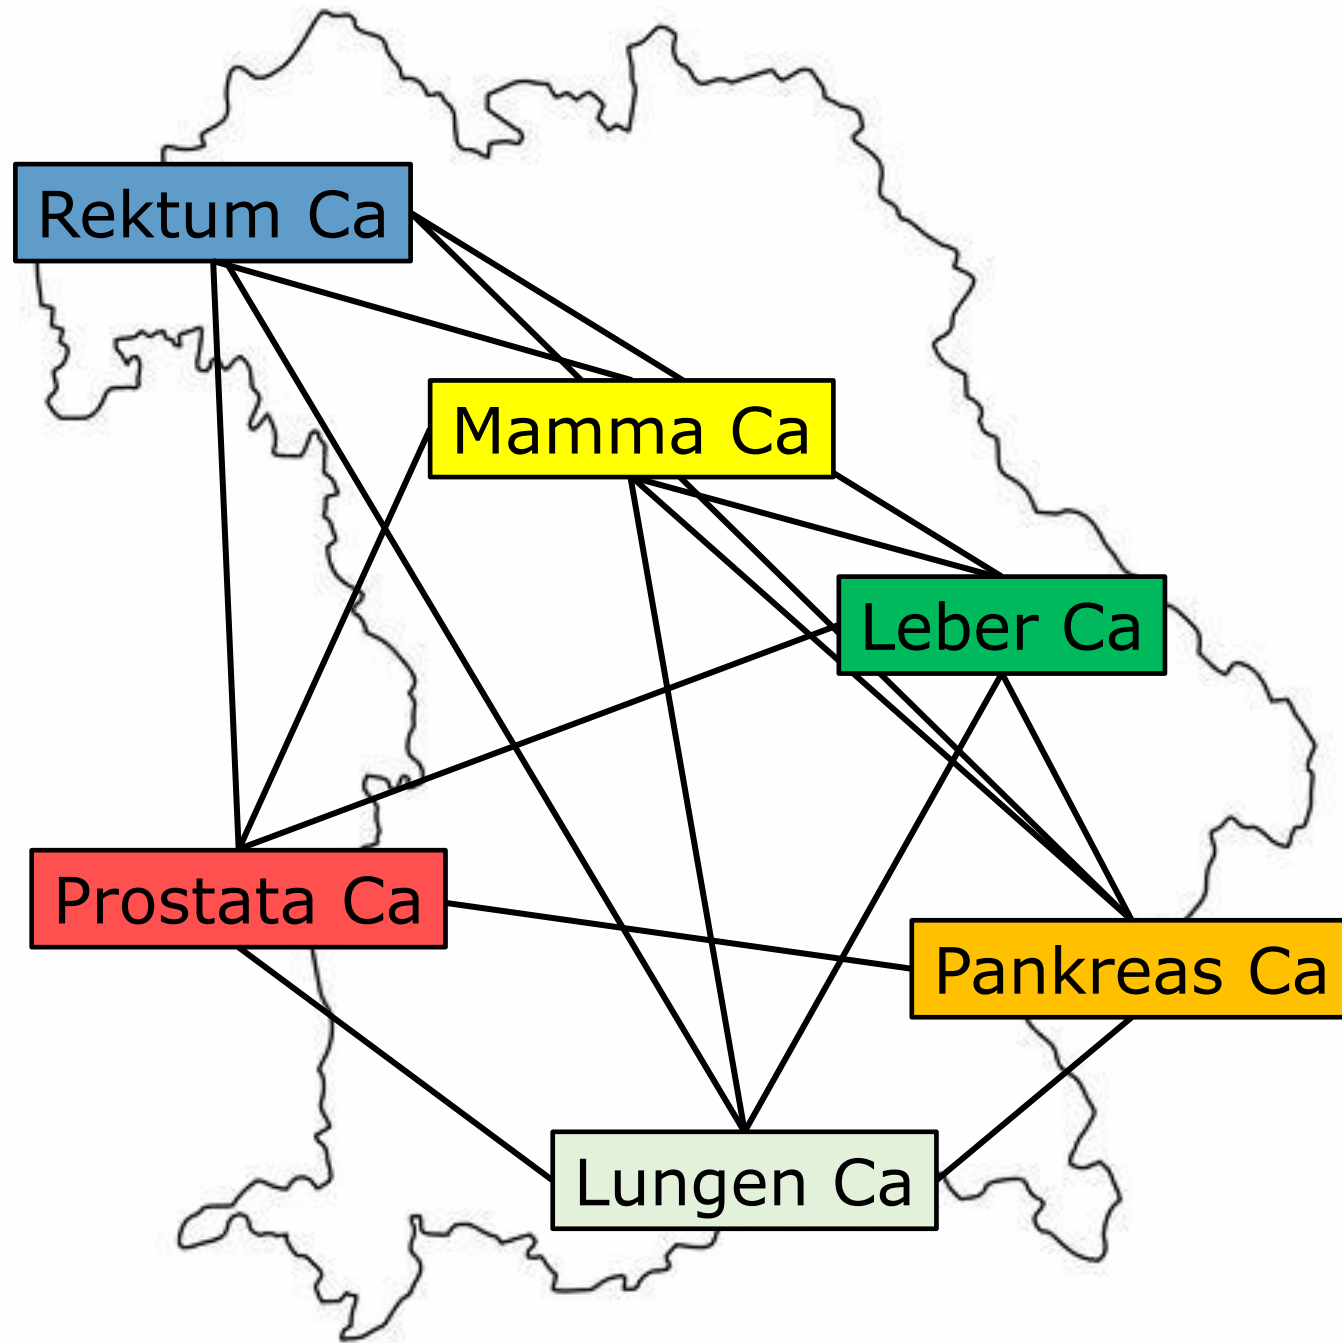 Rektum Ca
Mamma Ca
Leber Ca
Prostata Ca
Pankreas Ca
Lungen Ca